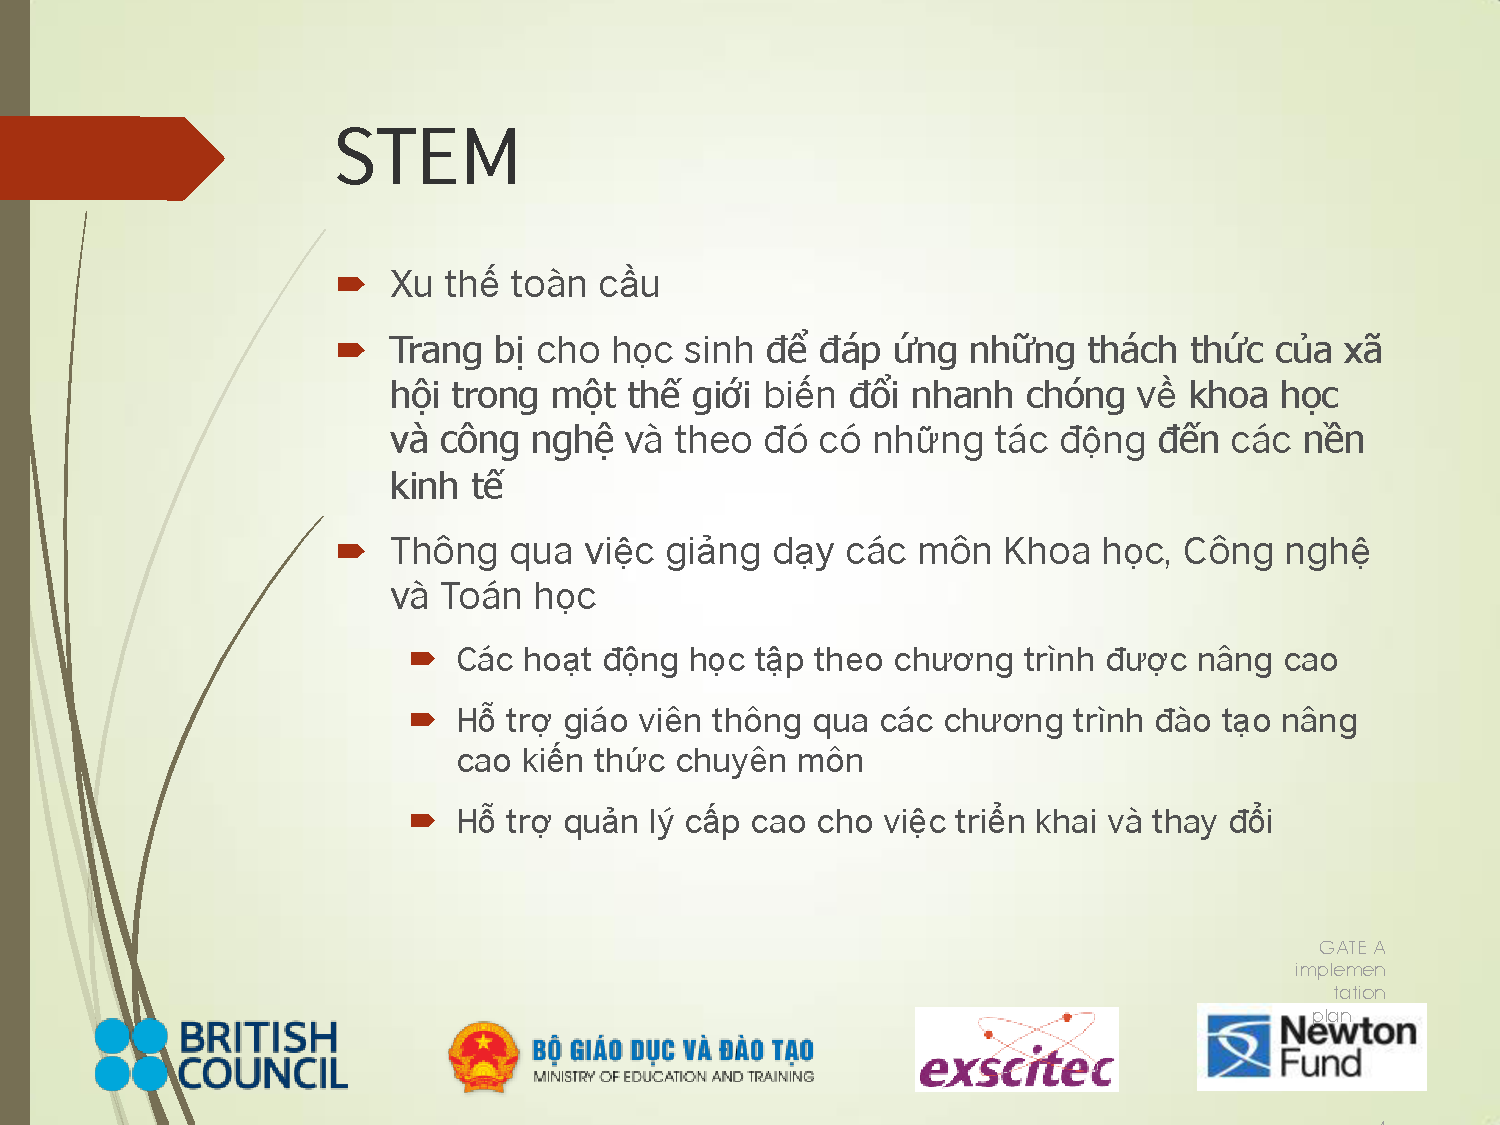 STEM
Xu thế toàn cầu
Trang bị cho học sinh để đáp ứng những thách thức của xã
hội trong một thế giới biến đổi nhanh chóng về khoa học
và công nghệ và theo đó có những tác động đến các nền
kinh tế
Thông qua việc giảng dạy các môn Khoa học, Công nghệ
và Toán học
Các hoạt động học tập theo chương trình được nâng cao
Hỗ trợ giáo viên thông qua các chương trình đào tạo nâng
cao kiến thức chuyên môn
Hỗ trợ quản lý cấp cao cho việc triển khai và thay đổi
GATE A
implemen
tation
plan
BRITISH
COUNCIL
BỘ GIÁO DỤC VÀ ĐÀO TẠO
MINISTRY OF EDUCATION AND TRAINING
exscitec
Newton
Fund